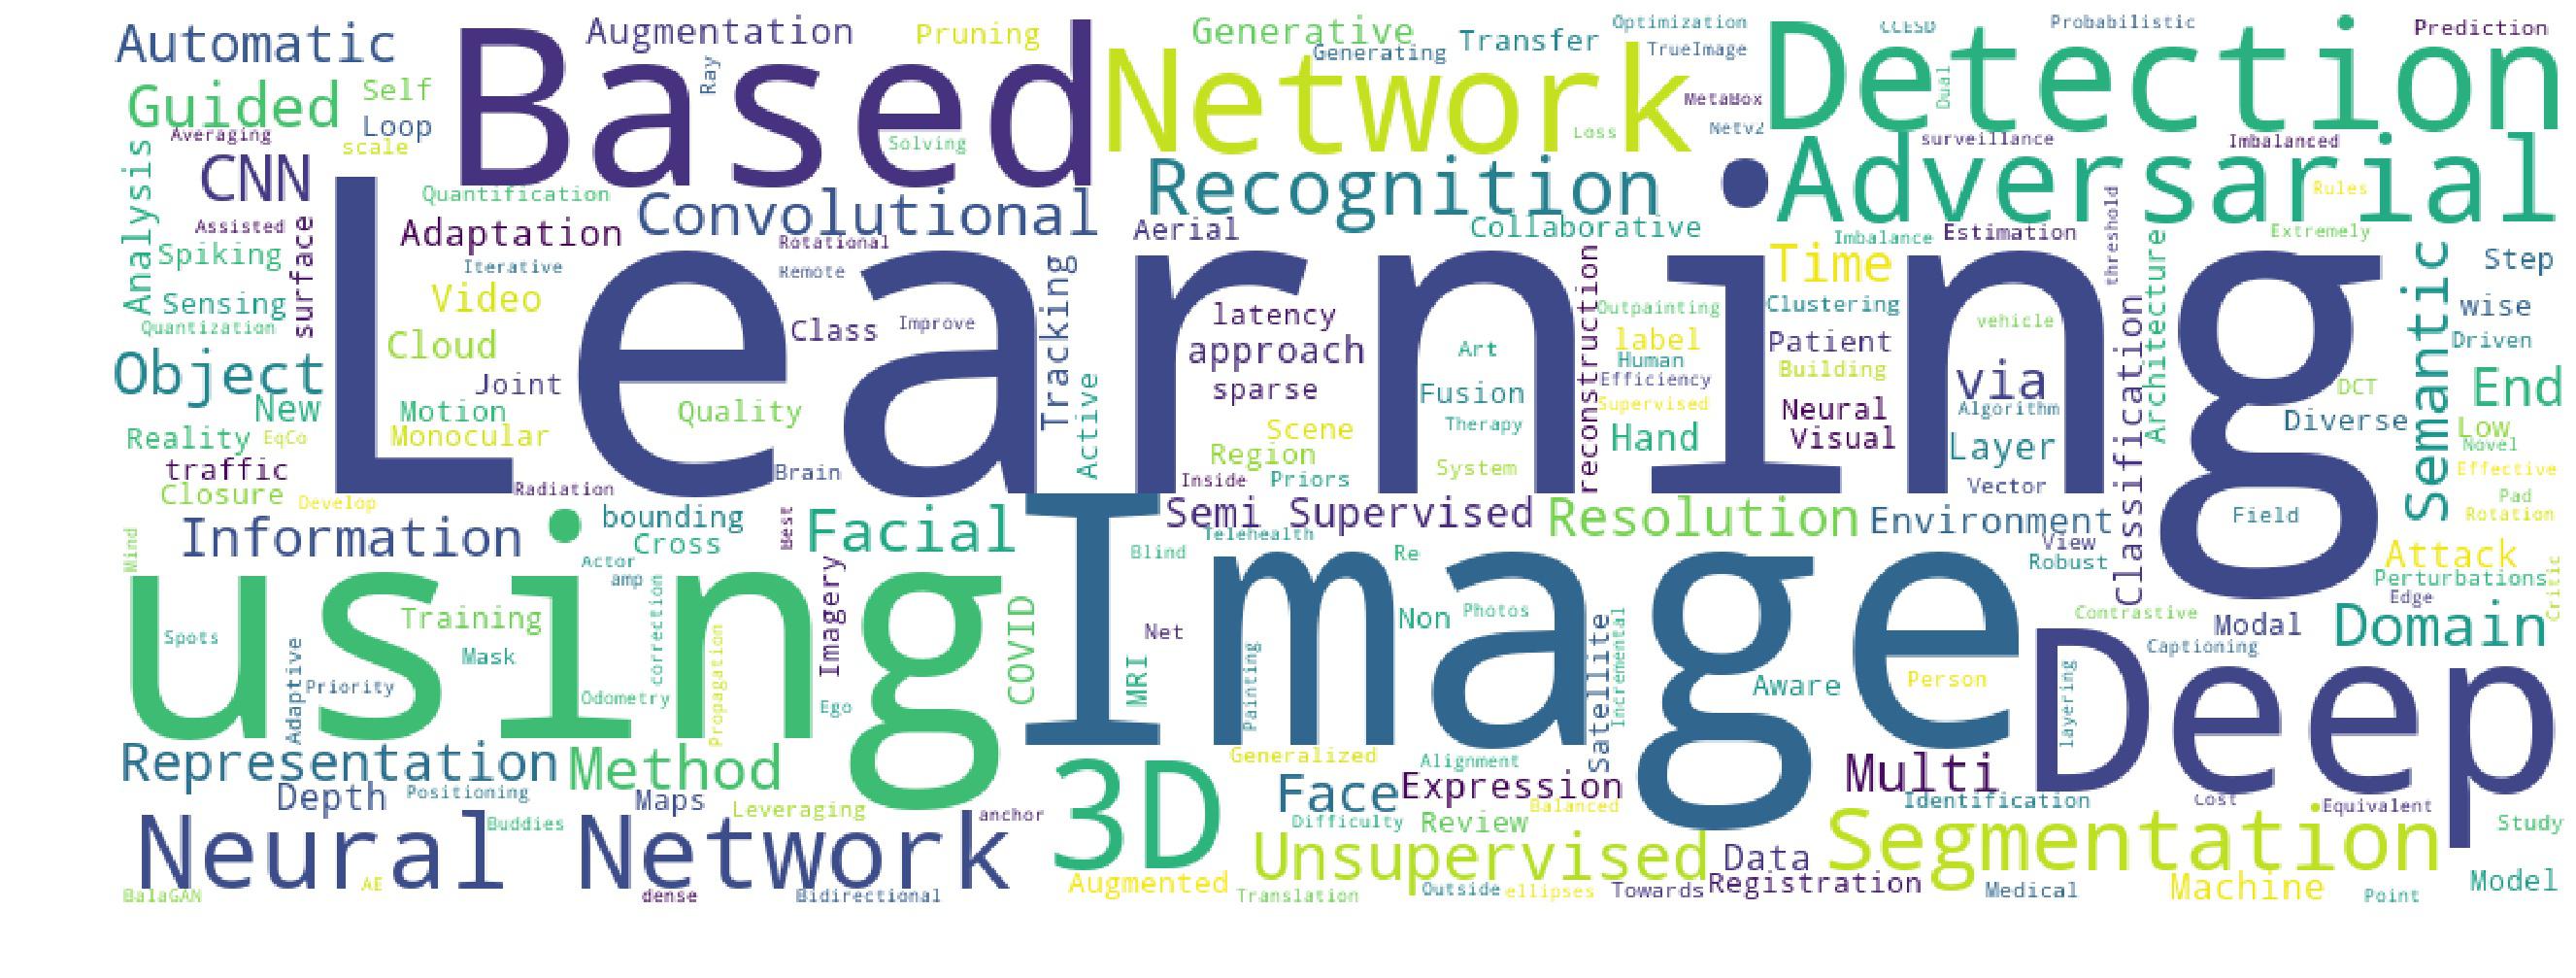 Automatic
Augmentation
Pruning
Generative
Generating
Transfer
Optimization
TrueImage
CCESD
Probabilistic
Prediction
Guided
Self
Loop
Averaging
scale
Based
Ray
Solving
Network
Loss
MetaBox
Netv2
Detection
Dual
surveillance
Imbalanced
Analysis
CNN
Quantification
Convolutional
Recognition
Adversarial
Rules
Assisted
surface
Adaptation
Rotational
Aerial
Collaborative
Imbalance
Estimation
threshold
Extremely
Spiking
Iterative
Remote
Learning
Tracking
reconstruction
Time
Architecture
Semantic
Step
Sensing
Video
Quantization
Cloud
Class
Improve
latency
approach
sparse
Outpainting
label
Human
Efficiency
Supervised
Clustering
Patient
Building
vehicle
Classification
wise
Driven
Object
New
Joint
Motion
Monocular
Quality
Active
Art
Fusion
Therapy
System
Hand
Neural
Visual
via
Algorithm
Layer
Vector
DCT
Diverse
End
Low
Novel
Effective
Reality
EqCo
traffic
Closure
Develop
Radiation
Brain
Scene
Region
Inside
Priors
Field
Pad
Rotation
Information
bounding
Cross
Best
Facial
Semi Supervised
Telehealth
Resolution
Environment
View
Robust
Attack
Perturbations
Edge
Critic
Mind
Actor
amp
using
Imagery
Blind
Re
Image
Contrastive
Modal
Captioning
Domain
Spots
Training
Mask
correction
Propagation
COVID
Net
MRI
Non
Photos
Painting
Satellite
Incremental
Aware
Person
layering
Deep
Adaptive
Priority
Odometry
Ego
Representation
Method
Generalized
Alignment
Multi
Depth
Positioning
Maps
Leveraging
anchor
3D
Face
Expression
Balanced
Difficulty
Review
Identification
Cost
Equivalent
Study
Neural Network
Buddies
Unsupervised
Data
Segmentation
BalaGAN
AE
dense
Bidirectional
Augmented
Translation
Outside
ellipses
Towards
Registration
Medical
Machine
Point
Model